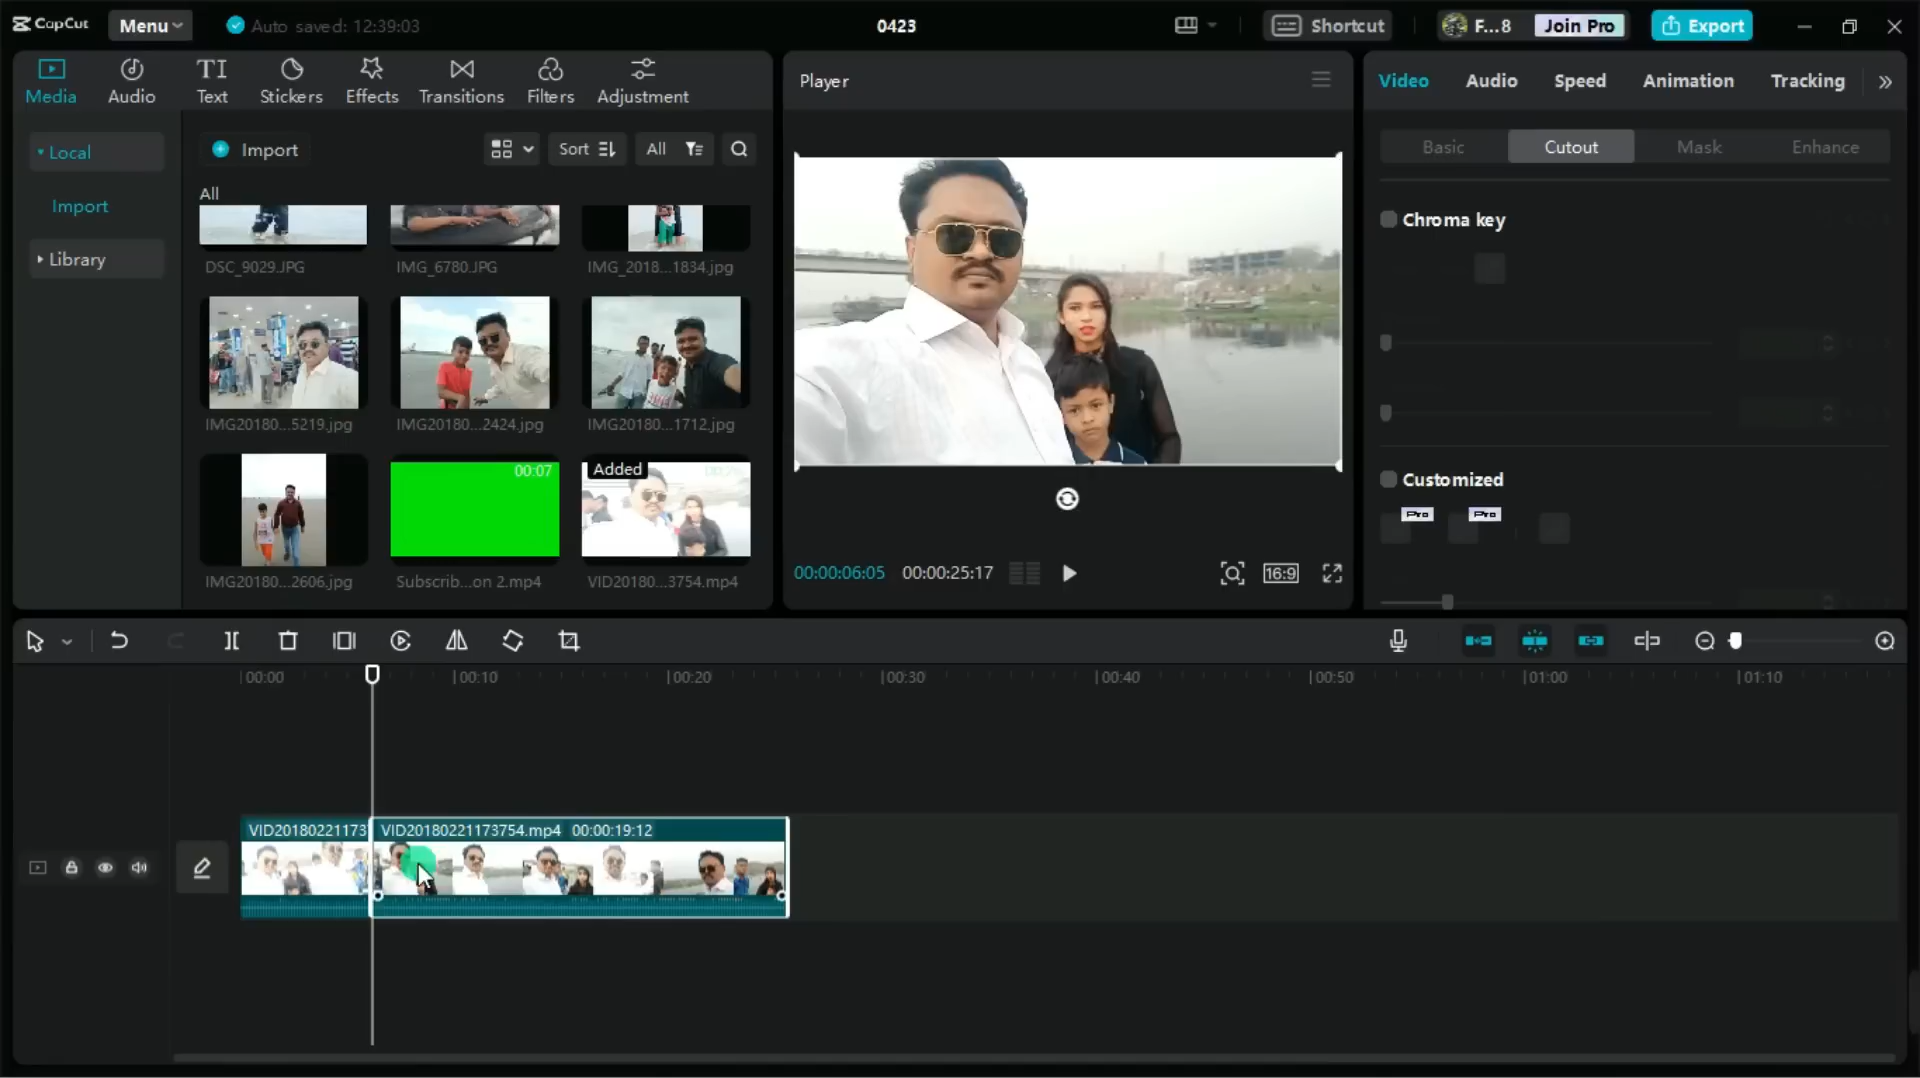 CapCut
Menu
Auto saved: 12:39:03
0423
Shortcut
F...8
Join Pro
Export
Media
Audio
Text
Stickers
Effects
Transitions
Filters
Adjustment
Player
Video
Audio
Speed
Animation
Tracking
Local
Import
Sort
All
Basic
Cutout
Mask
Enhance
Import
All
Library
DSC_9029.JPG
IMG_6780.JPG
IMG_2018...1834.jpg
Chroma key
IMG20180...5219.jpg
IMG20180...2424.jpg
IMG20180...1712.jpg
00:07
Added
Customized
Pro
Pro
IMG20180...2606.jpg
Subscrib...on 2.mp4
VID20180...3754.mp4
00:00:06:05
00:00:25:17
16:9
00:00
00:10
00:20
00:30
00:40
00:50
01:00
01:10
VID20180221173
VID20180221173754.mp4 00:00:19:12